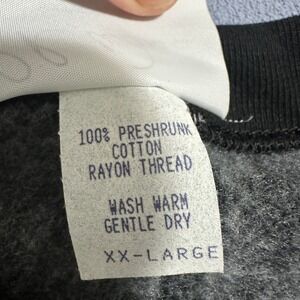 100% PRESHRUNK
COTTON
RAYON THREAD
WASH WARM
GENTLE DRY
XX-LARGE